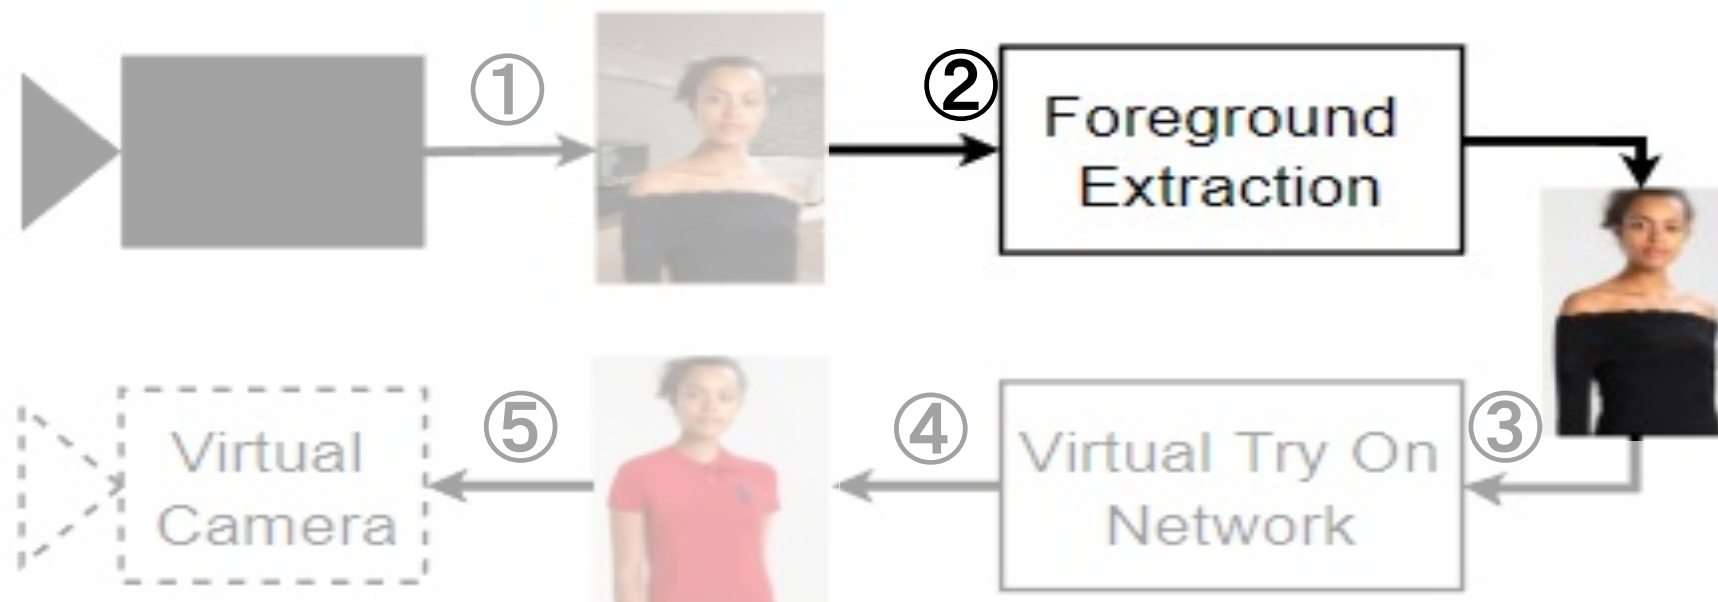 ①
②
Foreground
Extraction
Virtual
Camera
⑤
④
Virtual Try On
Network
③